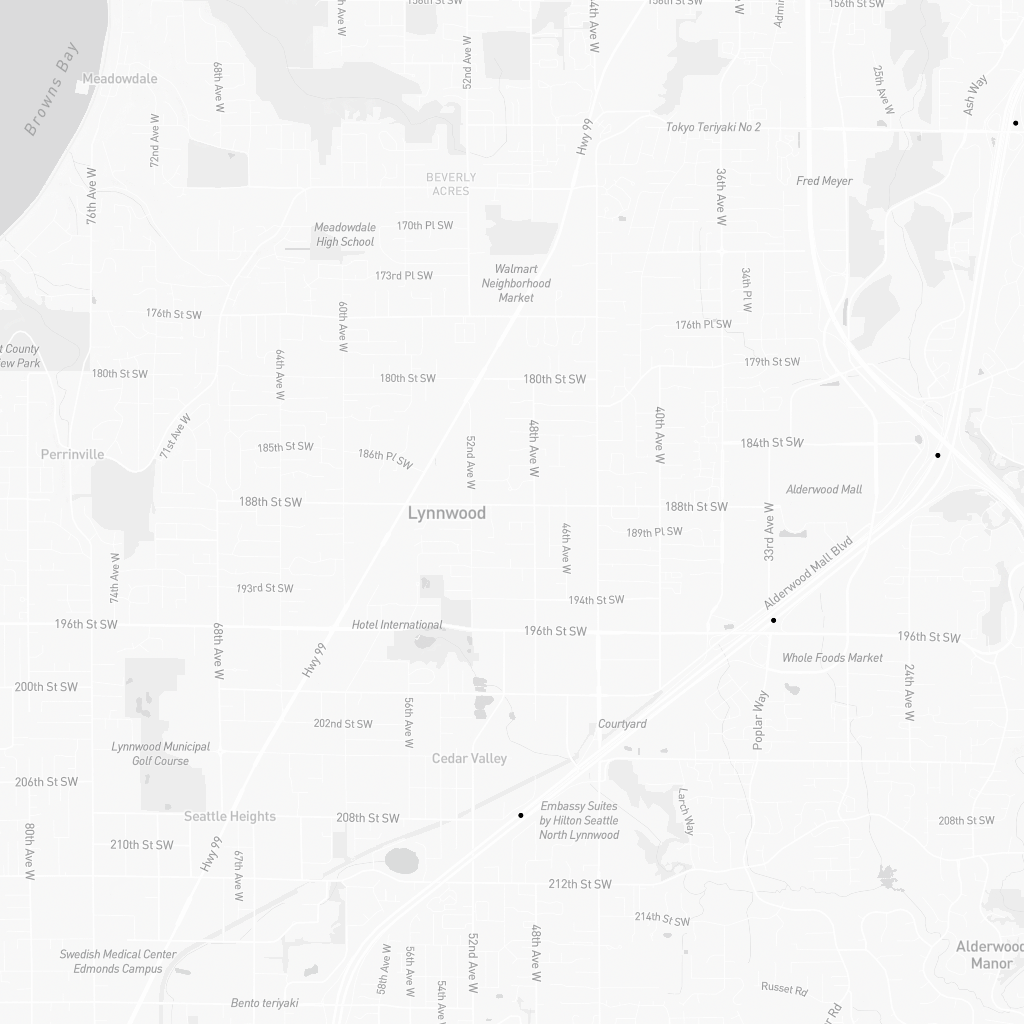 156th St SW
156th St SW
156th St SW
44th Ave W
52nd Ave W
68th Ave W
25th Ave W
Ash Way
Browns Bay
Meadowdale
72nd Ave W
Hwy 99
Tokyo Teriyaki No 2
BEVERLY
ACRES
76th Ave W
36th Ave W
Fred Meyer
Meadowdale
High School
170th Pl SW
173rd Pl SW
Walmart
Neighborhood
Market
34th Pl W
176th St SW
60th Ave W
176th Pl SW
t County
iew Park
64th Ave W
179th St SW
180th St SW
180th St SW
180th St SW
71st Ave W
Perrinville
185th St SW
186th Pl SW
52nd Ave W
48th Ave W
40th Ave W
184th St SW
Alderwood Mall
188th St SW
Lynnwood
188th St SW
33rd Ave W
189th Pl SW
46th Ave W
74th Ave W
Alderwood Mall Blvd
193rd St SW
194th St SW
196th St SW
68th Ave W
Hotel International
196th St SW
196th St SW
Hwy 99
Whole Foods Market
24th Ave W
200th St SW
56th Ave W
202nd St SW
Courtyard
Poplar Way
Lynnwood Municipal
Golf Course
Cedar Valley
206th St SW
Larch Way
Embassy Suites
by Hilton Seattle
North Lynnwood
Seattle Heights
208th St SW
208th St SW
80th Ave W
210th St SW
Hwy 99
67th Ave W
212th St SW
214th St SW
Swedish Medical Center
Edmonds Campus
58th Ave W
56th Ave W
52nd Ave W
48th Ave W
54th Ave W
Alderwood
Manor
Russet Rd
Bento teriyaki